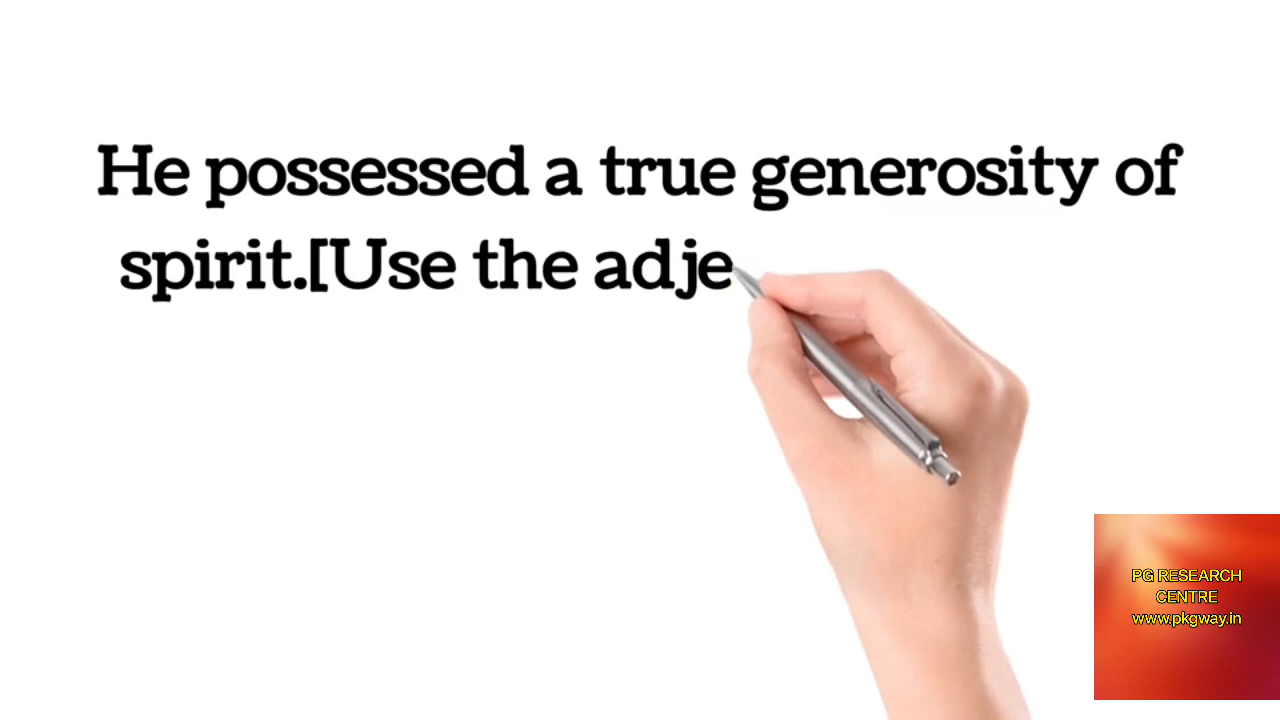 He possessed a true generosity of
spirit.[Use the adje
PG RESEARCH
CENTRE
www.pkgway.in